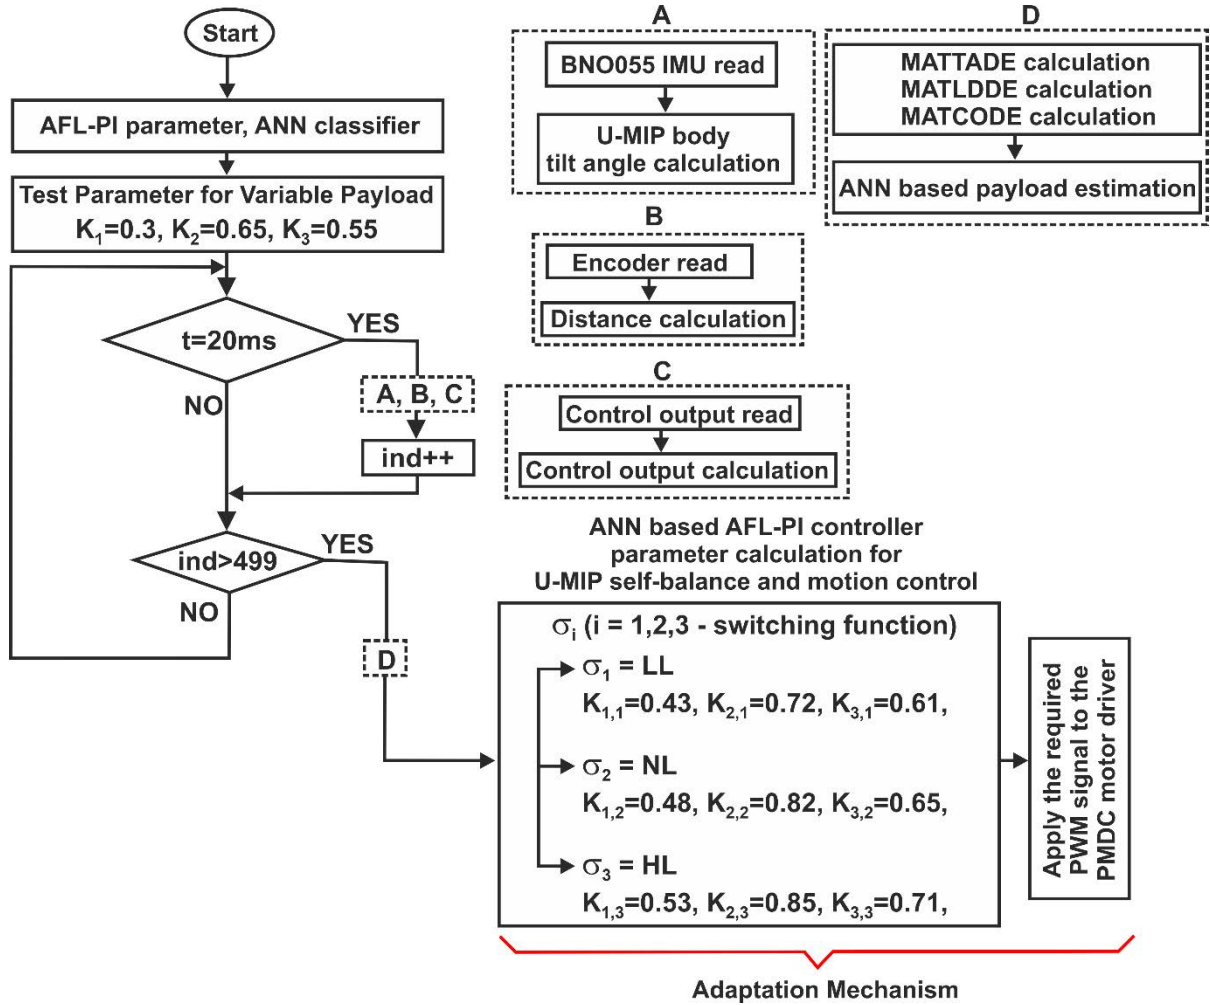 Start
AFL-PI parameter, ANN classifier
Test Parameter for Variable Payload
K₁=0.3, K₂=0.65, K₃=0.55
t=20ms
YES
NO
A, B, C
ind++
ind>499
YES
NO
D
A
BNO055 IMU read
U-MIP body
tilt angle calculation
B
Encoder read
Distance calculation
C
Control output read
Control output calculation
D
MATTADE calculation
MATLDDE calculation
MATCODE calculation
ANN based payload estimation
ANN based AFL-PI controller
parameter calculation for
U-MIP self-balance and motion control
σᵢ (i = 1,2,3 - switching function)
σ₁ = LL
K₁,₁=0.43, K₂,₁=0.72, K₃,₁=0.61,
σ₂ = NL
K₁,₂=0.48, K₂,₂=0.82, K₃,₂=0.65,
σ₃ = HL
K₁,₃=0.53, K₂,₃=0.85, K₃,₃=0.71,
Apply the required
PWM signal to the
PMDC motor driver
Adaptation Mechanism